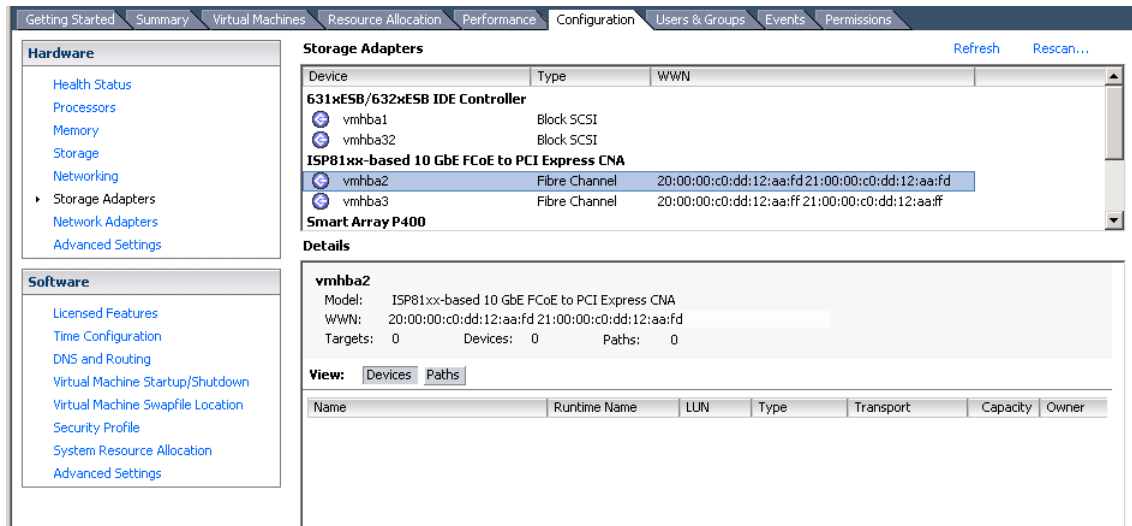 Getting Started Summary Virtual Machines Resource Allocation Performance Configuration Users & Groups Events Permissions
Hardware
Health Status
Processors
Memory
Storage
Networking
Storage Adapters
Network Adapters
Advanced Settings
Software
Licensed Features
Time Configuration
DNS and Routing
Virtual Machine Startup/Shutdown
Virtual Machine Swapfile Location
Security Profile
System Resource Allocation
Advanced Settings
Storage Adapters Refresh Rescan...
Device Type WWN
631xESB/632xESB IDE Controller
vmhba1 Block SCSI
vmhba32 Block SCSI
ISP81xx-based 10 GbE FCoE to PCI Express CNA
vmhba2 Fibre Channel 20:00:00:c0:dd:12:aa:fd 21:00:00:c0:dd:12:aa:fd
vmhba3 Fibre Channel 20:00:00:c0:dd:12:aa:ff 21:00:00:c0:dd:12:aa:ff
Smart Array P400
Details
vmhba2
Model: ISP81xx-based 10 GbE FCoE to PCI Express CNA
WWN: 20:00:00:c0:dd:12:aa:fd 21:00:00:c0:dd:12:aa:fd
Targets: 0 Devices: 0 Paths: 0
View: Devices Paths
Name Runtime Name LUN Type Transport Capacity Owner